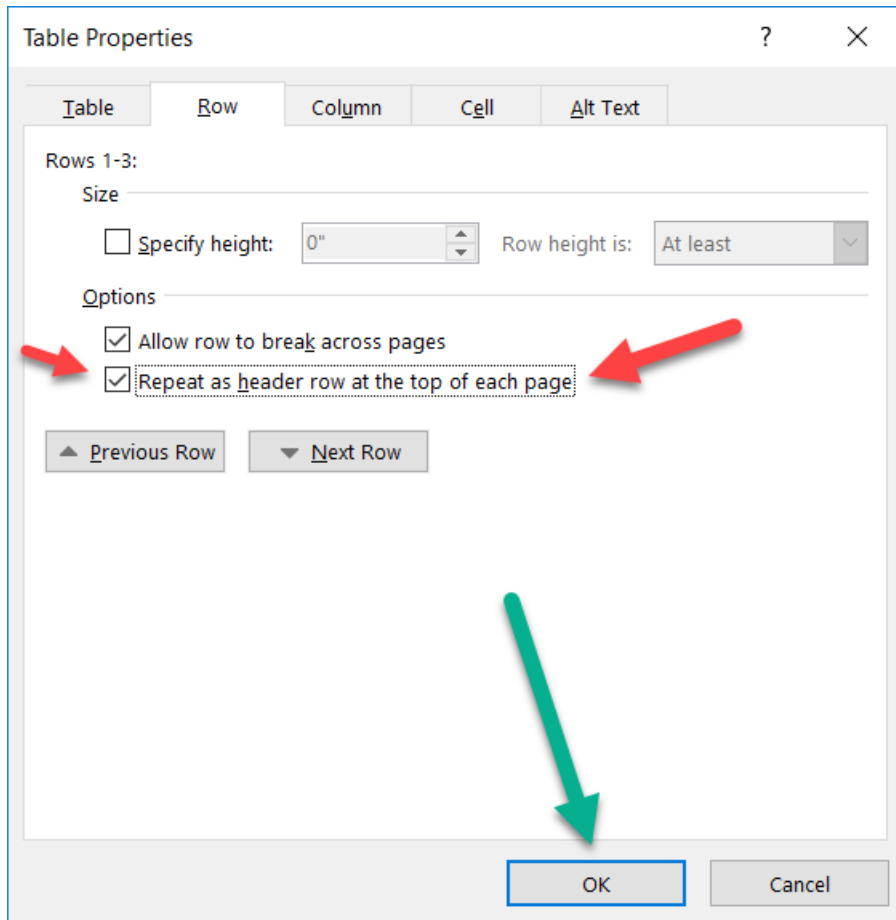 Table Properties ?
Table Row Column Cell Alt Text
Rows 1-3:
Size
Specify height: 0" Row height is: At least
Options
Allow row to break across pages
Repeat as header row at the top of each page
Previous Row Next Row
OK Cancel